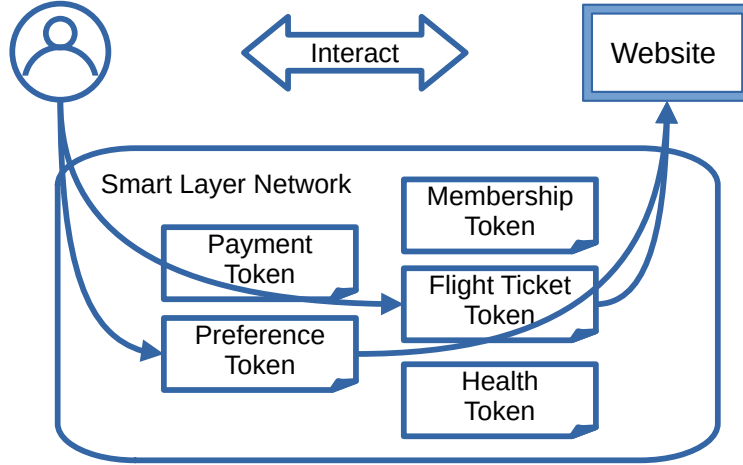 Interact
Website
Smart Layer Network
Membership
Token
Payment
Token
Flight Ticket
Token
Preference
Token
Health
Token